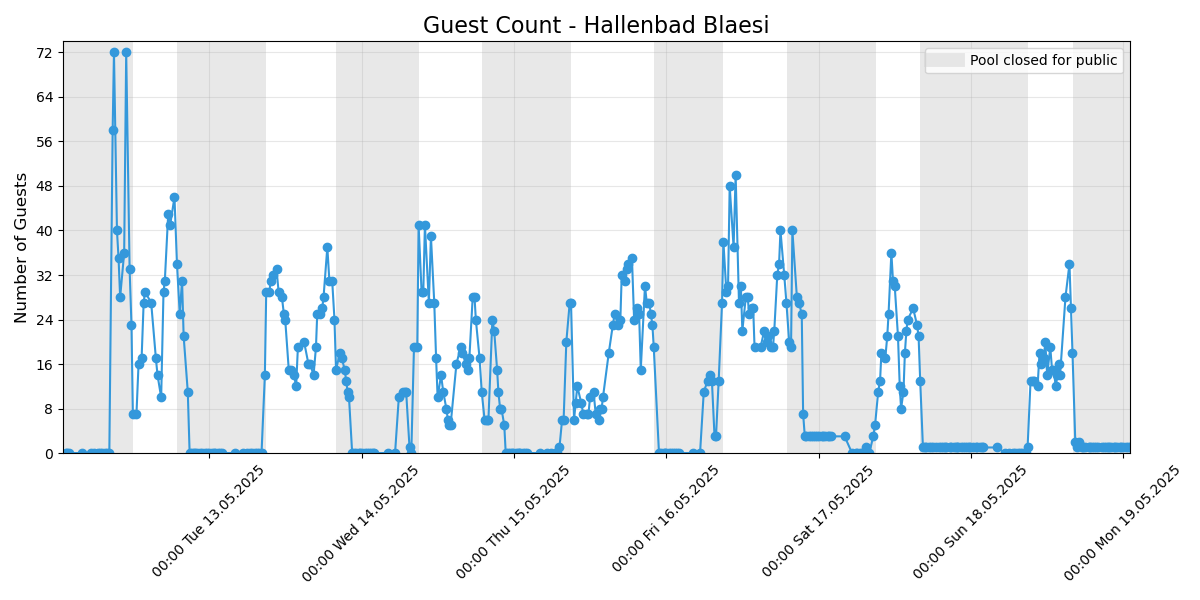 Guest Count - Hallenbad Blaesi
Pool closed for public
Number of Guests
72
64
56
48
40
32
24
16
8
0
00:00 Tue 13.05.2025
00:00 Wed 14.05.2025
00:00 Thu 15.05.2025
00:00 Fri 16.05.2025
00:00 Sat 17.05.2025
00:00 Sun 18.05.2025
00:00 Mon 19.05.2025